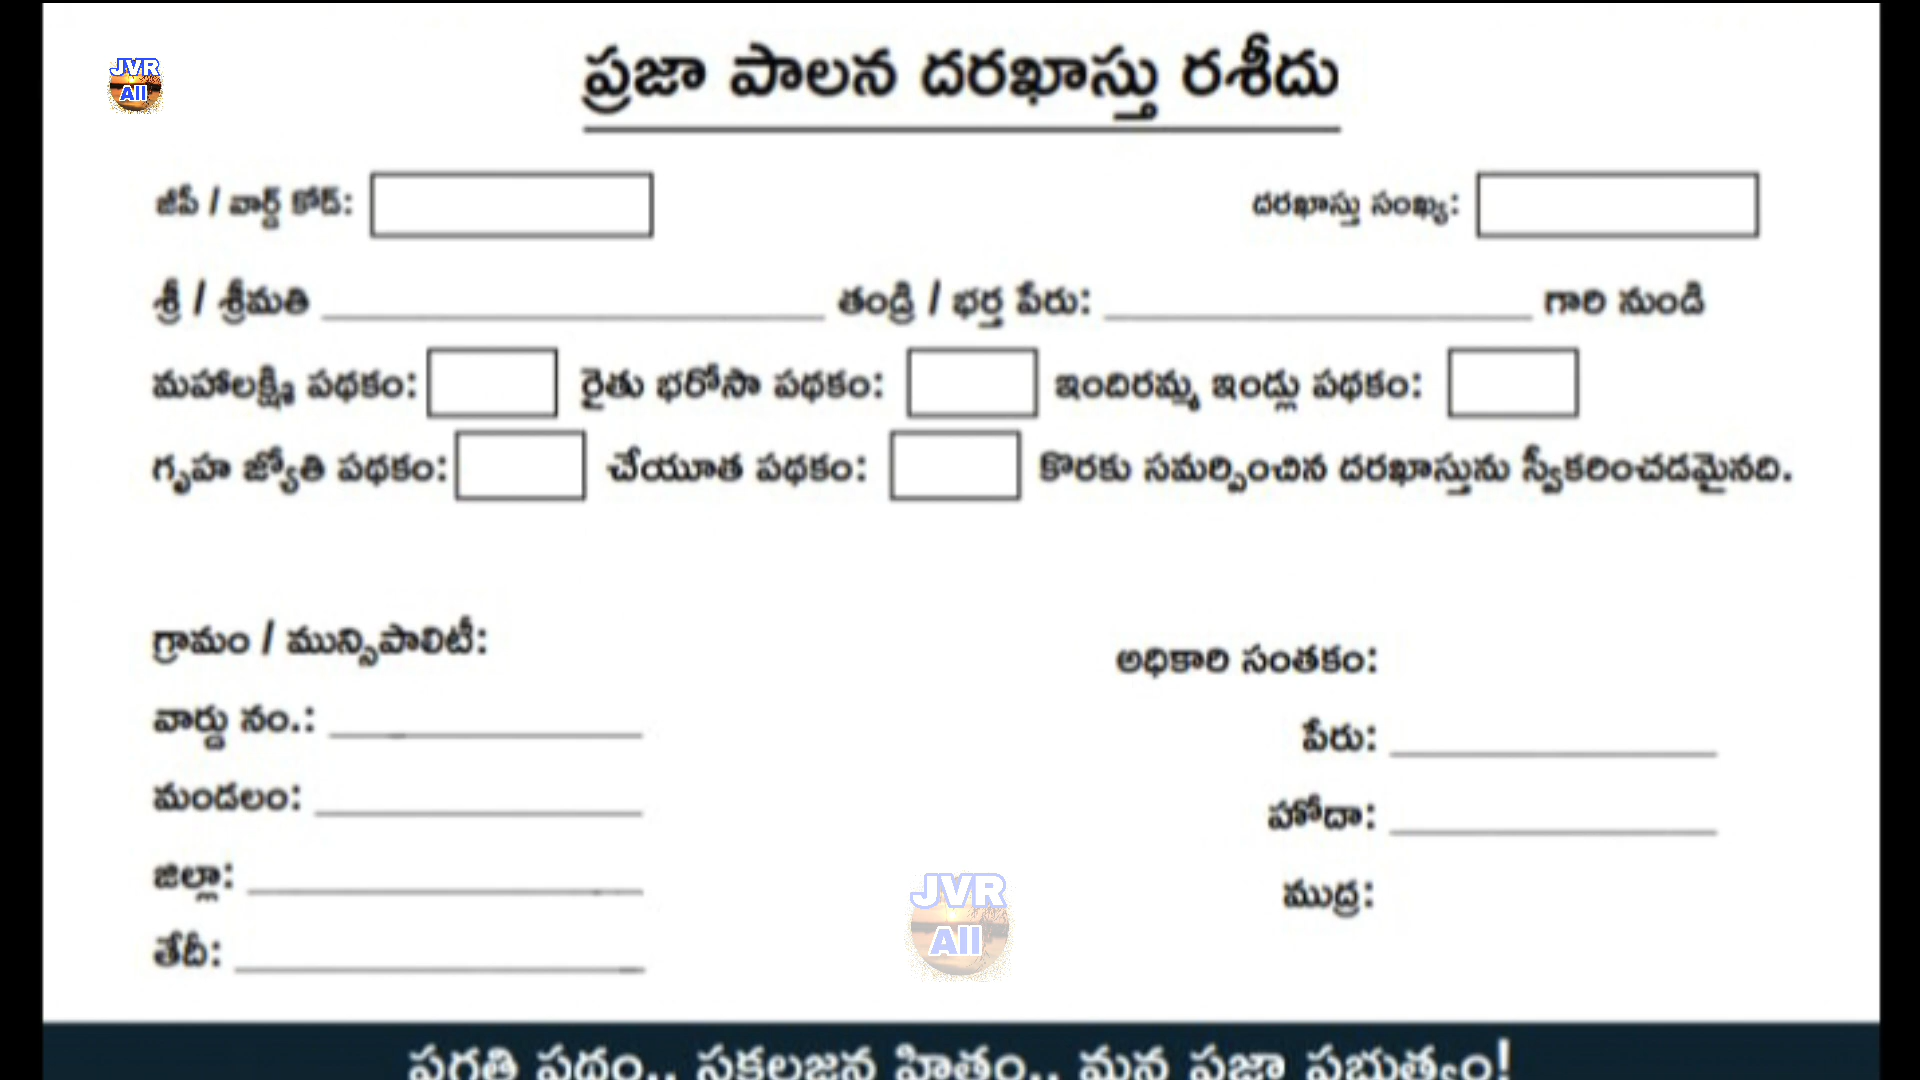 JVR
All
ప్రజా పాలన దరఖాస్తు రశీదు
జీపీ / వార్డ్ కోడ్: దరఖాస్తు సంఖ్య:
శ్రీ / శ్రీమతి ____________ తండ్రి / భర్త పేరు: ____________ గారి నుండి
మహాలక్ష్మి పథకం: రైతు భరోసా పథకం: ఇందిరమ్మ ఇండ్లు పథకం:
గృహ జ్యోతి పథకం: చేయూత పథకం: కొరకు సమర్పించిన దరఖాస్తును స్వీకరించడమైనది.
గ్రామం / మున్సిపాలిటీ:
వార్డు నం.: ____________
మండలం: ____________
జిల్లా: ____________
తేదీ: ____________
అధికారి సంతకం:
పేరు: ____________
హోదా: ____________
ముద్ర:
JVR
All
ప్రగతి పథం.. సకలజన హితం.. మన ప్రజా ప్రభుత్వం!